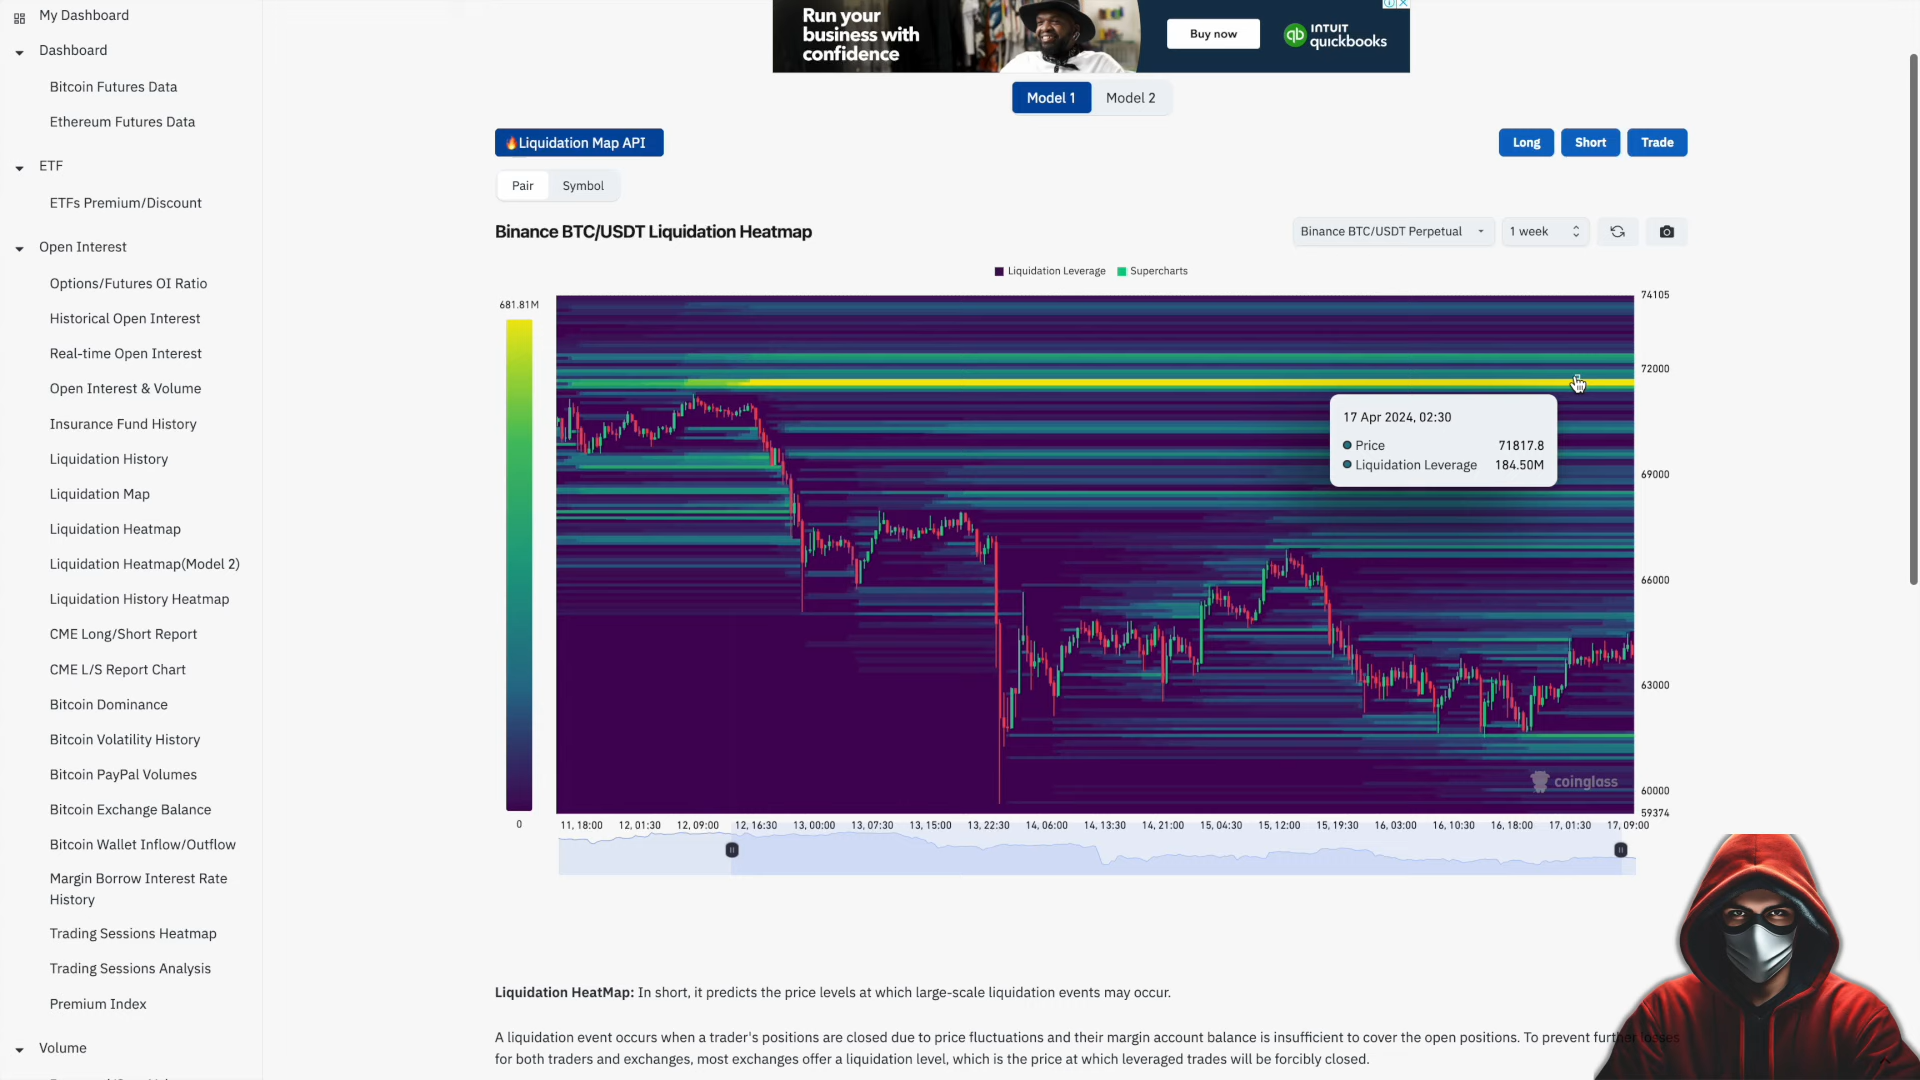 My Dashboard
Dashboard
Bitcoin Futures Data
Ethereum Futures Data
ETF
ETFs Premium/Discount
Open Interest
Options/Futures OI Ratio
Historical Open Interest
Real-time Open Interest
Open Interest & Volume
Insurance Fund History
Liquidation History
Liquidation Map
Liquidation Heatmap
Liquidation Heatmap(Model 2)
Liquidation History Heatmap
CME Long/Short Report
CME L/S Report Chart
Bitcoin Dominance
Bitcoin Volatility History
Bitcoin PayPal Volumes
Bitcoin Exchange Balance
Bitcoin Wallet Inflow/Outflow
Margin Borrow Interest Rate
History
Trading Sessions Heatmap
Trading Sessions Analysis
Premium Index
Volume
Run your
business with
confidence
Buy now
qb INTUIT
quickbooks
Model 1 Model 2
Liquidation Map API
Long Short Trade
Pair Symbol
Binance BTC/USDT Liquidation Heatmap
Binance BTC/USDT Perpetual 1 week
Liquidation Leverage Supercharts
681.81M
0
74105
72000
69000
66000
63000
60000
59374
17 Apr 2024, 02:30
Price 71817.8
Liquidation Leverage 184.50M
coinglass
11, 18:00 12, 01:30 12, 09:00 12, 16:30 13, 00:00 13, 07:30 13, 15:00 13, 22:30 14, 06:00 14, 13:30 14, 21:00 15, 04:30 15, 12:00 15, 19:30 16, 03:00 16, 10:30 16, 18:00 17, 01:30 17, 09:00
Liquidation HeatMap: In short, it predicts the price levels at which large-scale liquidation events may occur.
A liquidation event occurs when a trader's positions are closed due to price fluctuations and their margin account balance is insufficient to cover the open positions. To prevent further losses
for both traders and exchanges, most exchanges offer a liquidation level, which is the price at which leveraged trades will be forcibly closed.